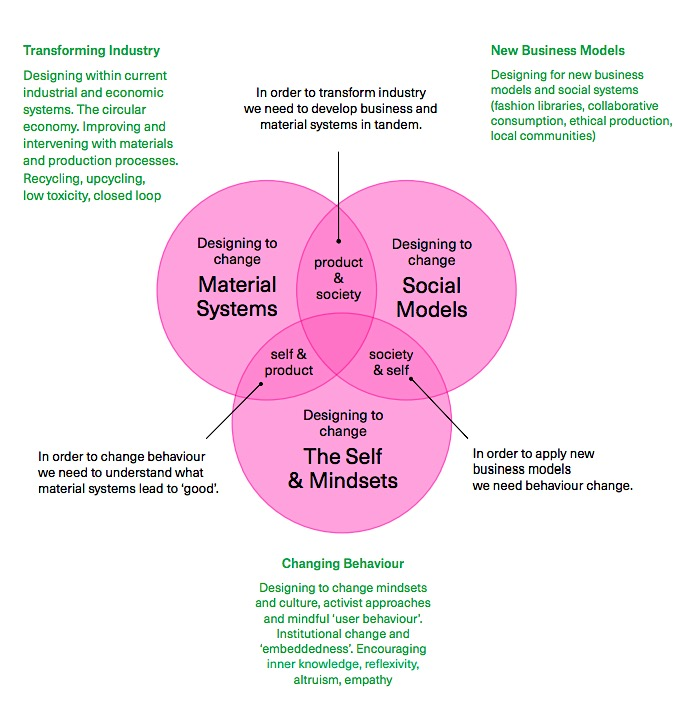 Transforming Industry
Designing within current
industrial and economic
systems. The circular
economy. Improving and
intervening with materials
and production processes.
Recycling, upcycling,
low toxicity, closed loop
In order to transform industry
we need to develop business and
material systems in tandem.
New Business Models
Designing for new business
models and social systems
(fashion libraries, collaborative
consumption, ethical production,
local communities)
Designing to
change
Material
Systems
product
&
society
Designing to
change
Social
Models
self &
product
society
& self
Designing to
change
The Self
& Mindsets
In order to change behaviour
we need to understand what
material systems lead to ‘good’.
In order to apply new
business models
we need behaviour change.
Changing Behaviour
Designing to change mindsets
and culture, activist approaches
and mindful ‘user behaviour’.
Institutional change and
‘embeddedness’. Encouraging
inner knowledge, reflexivity,
altruism, empathy